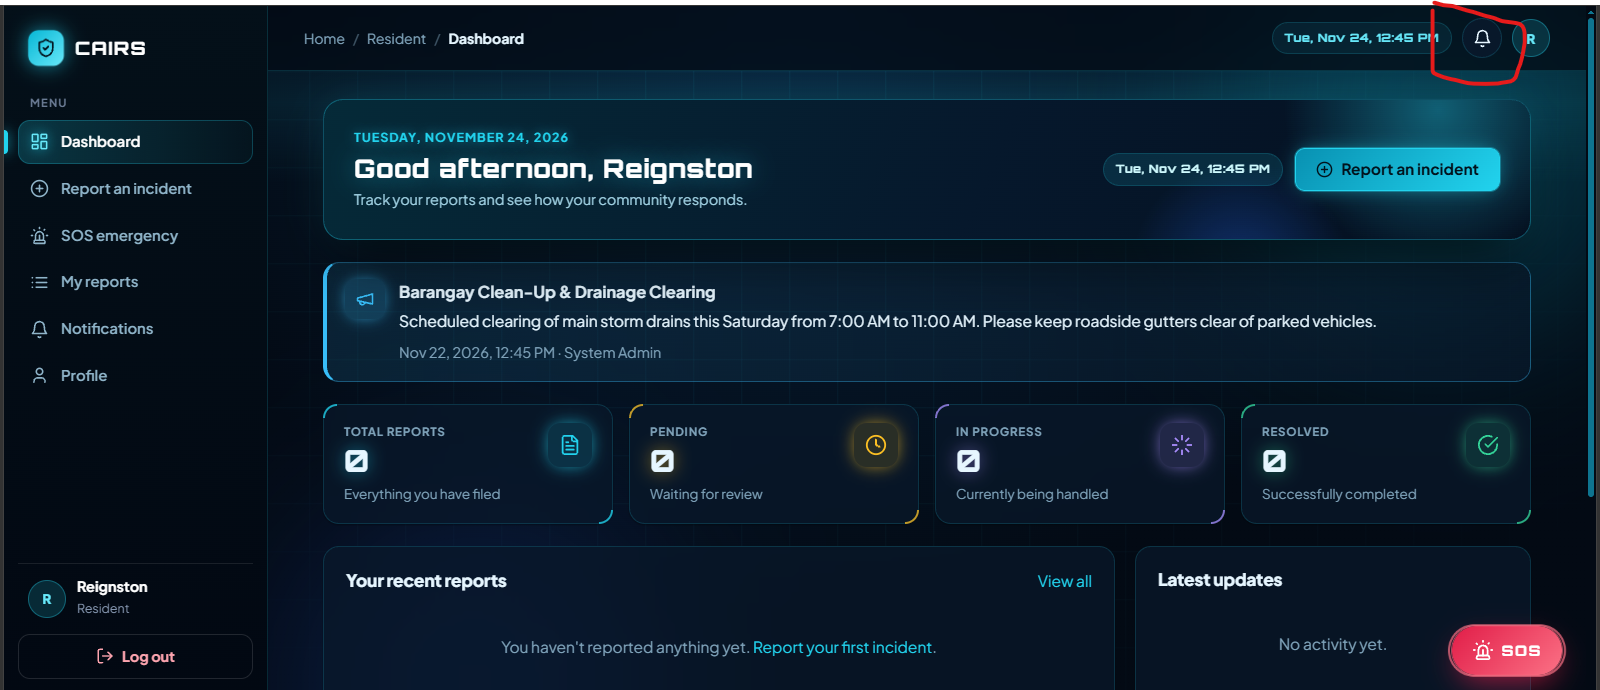 CAIRS
MENU
Dashboard
Report an incident
SOS emergency
My reports
Notifications
Profile
R
Reignston
Resident
Log out
Home / Resident / Dashboard
Tue, Nov 24, 12:45 PM
R
TUESDAY, NOVEMBER 24, 2026
Good afternoon, Reignston
Track your reports and see how your community responds.
Tue, Nov 24, 12:45 PM
Report an incident
Barangay Clean-Up & Drainage Clearing
Scheduled clearing of main storm drains this Saturday from 7:00 AM to 11:00 AM. Please keep roadside gutters clear of parked vehicles.
Nov 22, 2026, 12:45 PM · System Admin
TOTAL REPORTS
0
Everything you have filed
PENDING
0
Waiting for review
IN PROGRESS
0
Currently being handled
RESOLVED
0
Successfully completed
Your recent reports
View all
You haven't reported anything yet. Report your first incident.
Latest updates
No activity yet.
SOS